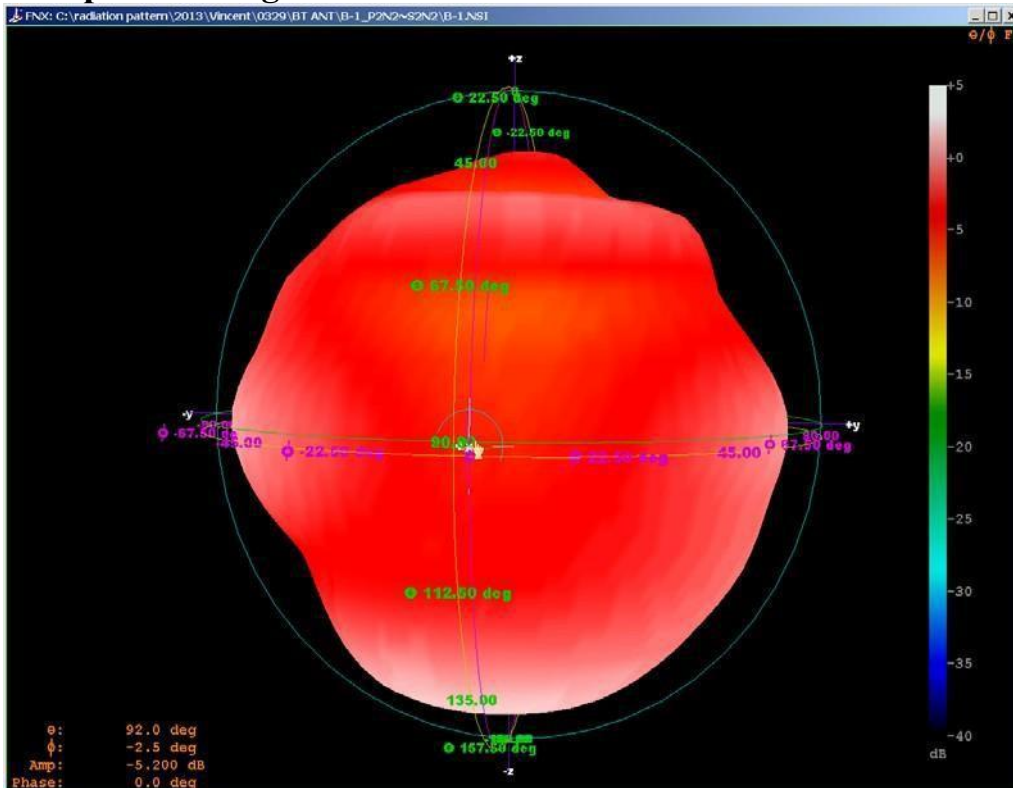 FNX: C:\radiation pattern\2013\Vincent\0329\BT ANT\B-1_P2N2~S2N2\B-1.NSI
Θ/ϕ F
+z
Θ 22.50 deg
Θ -22.50 deg
45.00
Θ 67.50 deg
-y
+y
ϕ -67.50
90.00
ϕ -22.50 deg
90.00
ϕ 22.50 deg
45.00
ϕ 67.50 deg
Θ 112.50 deg
135.00
Θ 157.50 deg
-z
+5
+0
-5
-10
-15
-20
-25
-30
-35
-40
dB
Θ: 92.0 deg
ϕ: -2.5 deg
Amp: -5.200 dB
Phase: 0.0 deg